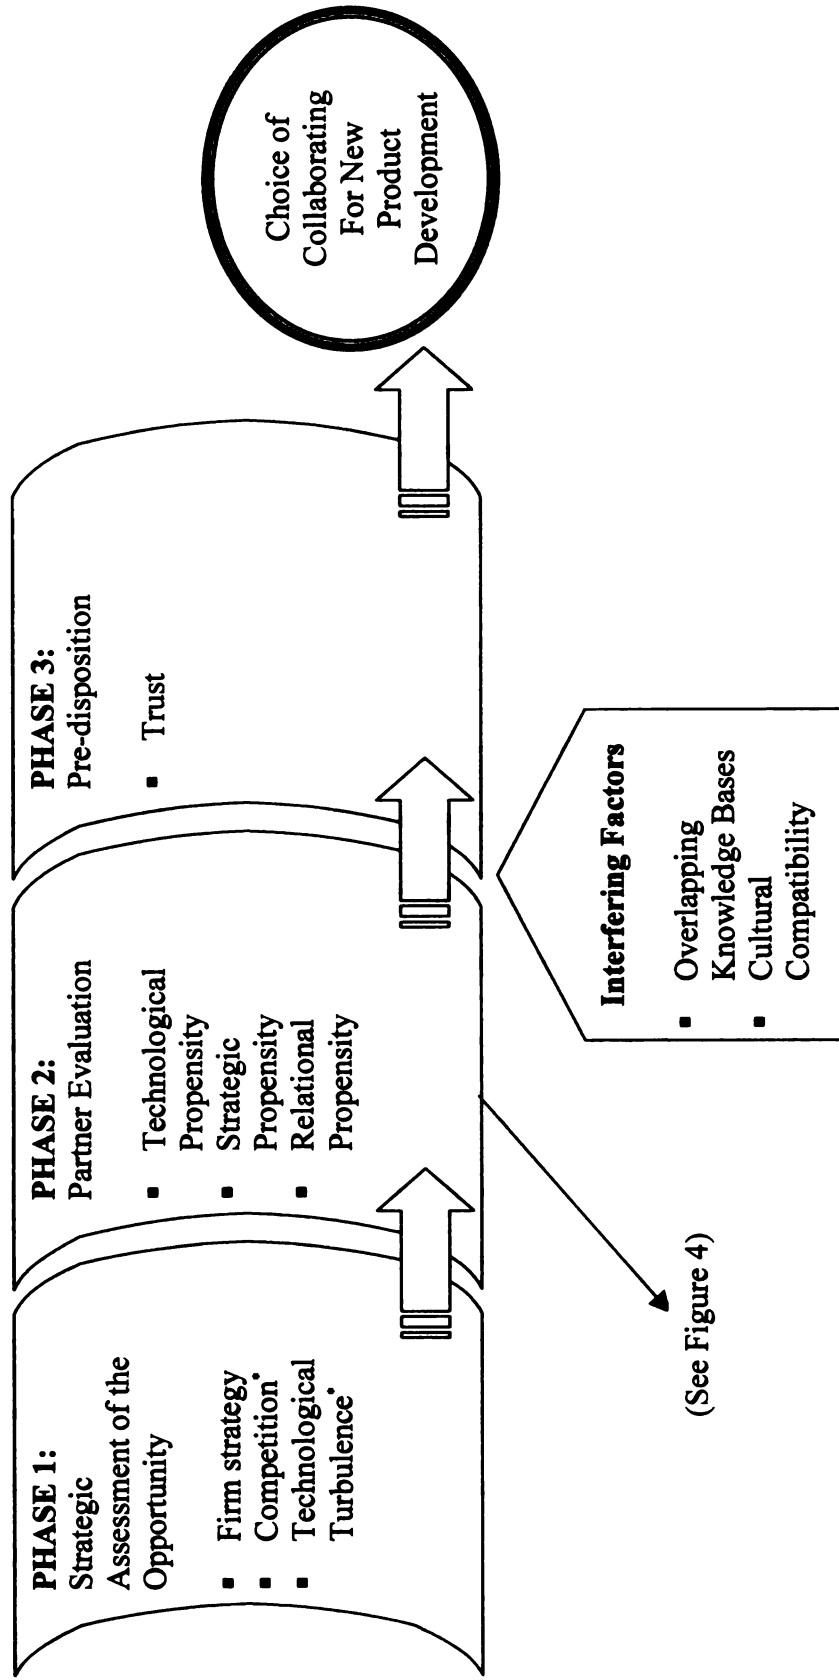 PHASE 1:
Strategic
Assessment of the
Opportunity
▪ Firm strategy
▪ Competition*
▪ Technological
Turbulence*
PHASE 2:
Partner Evaluation
▪ Technological
Propensity
▪ Strategic
Propensity
▪ Relational
Propensity
PHASE 3:
Pre-disposition
▪ Trust
Choice of
Collaborating
For New
Product
Development
Interfering Factors
▪ Overlapping
Knowledge Bases
▪ Cultural
Compatibility
(See Figure 4)